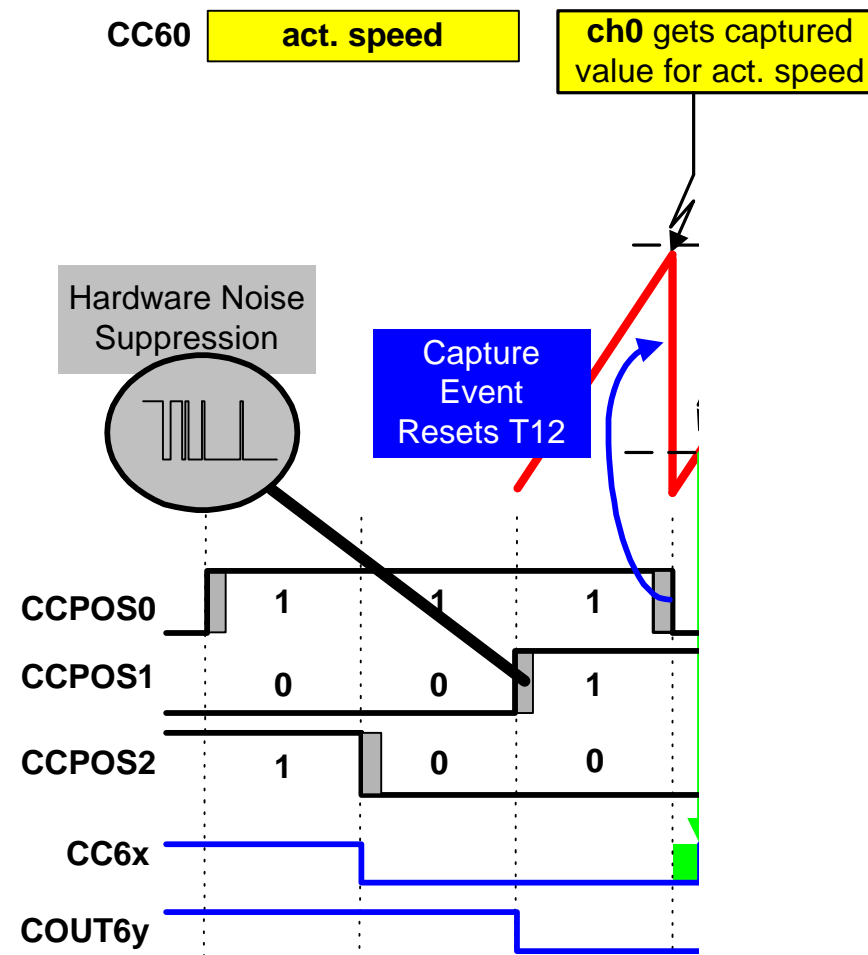 CC60
act. speed
ch0 gets captured
value for act. speed
Hardware Noise
Suppression
Capture
Event
Resets T12
CCPOS0 1 1 1
CCPOS1 0 0 1
CCPOS2 1 0 0
CC6x
COUT6y